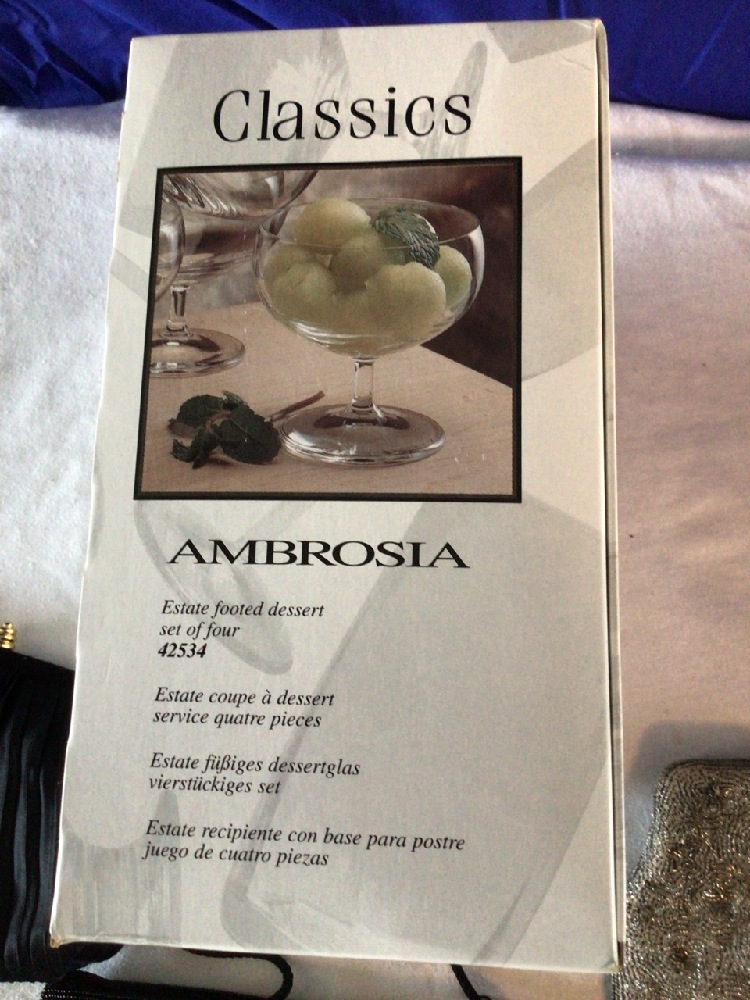 Classics
AMBROSIA
Estate footed dessert
set of four
42534
Estate coupe à dessert
service quatre pieces
Estate füßiges dessertglas
vierstückiges set
Estate recipiente con base para postre
juego de cuatro piezas